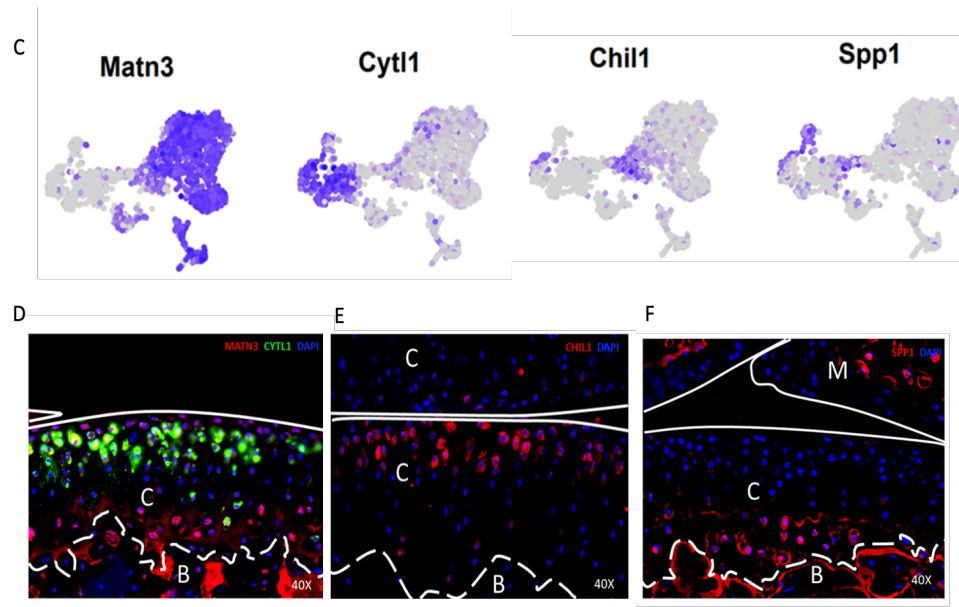 C
Matn3
Cytl1
Chil1
Spp1
D
E
F
MATN3 CYTL1 DAPI
C
B
40X
CHIL1 DAPI
C
C
B
40X
SPP1 DAPI
M
C
B
40X